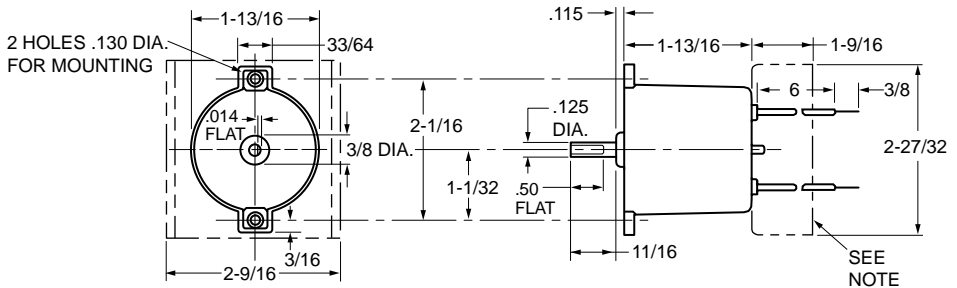 1-13/16
2 HOLES .130 DIA.
FOR MOUNTING
33/64
.014
FLAT
2-1/16
3/8 DIA.
1-1/32
3/16
2-9/16
.115
1-13/16
1-9/16
6
3/8
.125
DIA.
2-27/32
.50
FLAT
11/16
SEE
NOTE